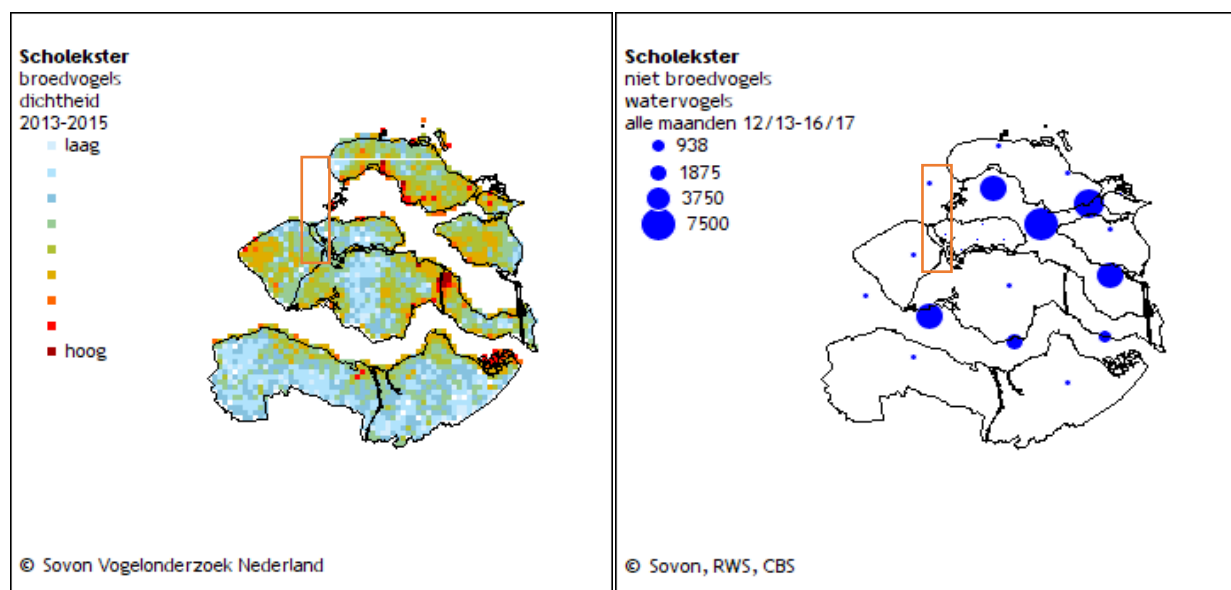 Scholekster
broedvogels
dichtheid
2013-2015
laag
hoog
© Sovon Vogelonderzoek Nederland
Scholekster
niet broedvogels
watervogels
alle maanden 12/13-16/17
938
1875
3750
7500
© Sovon, RWS, CBS